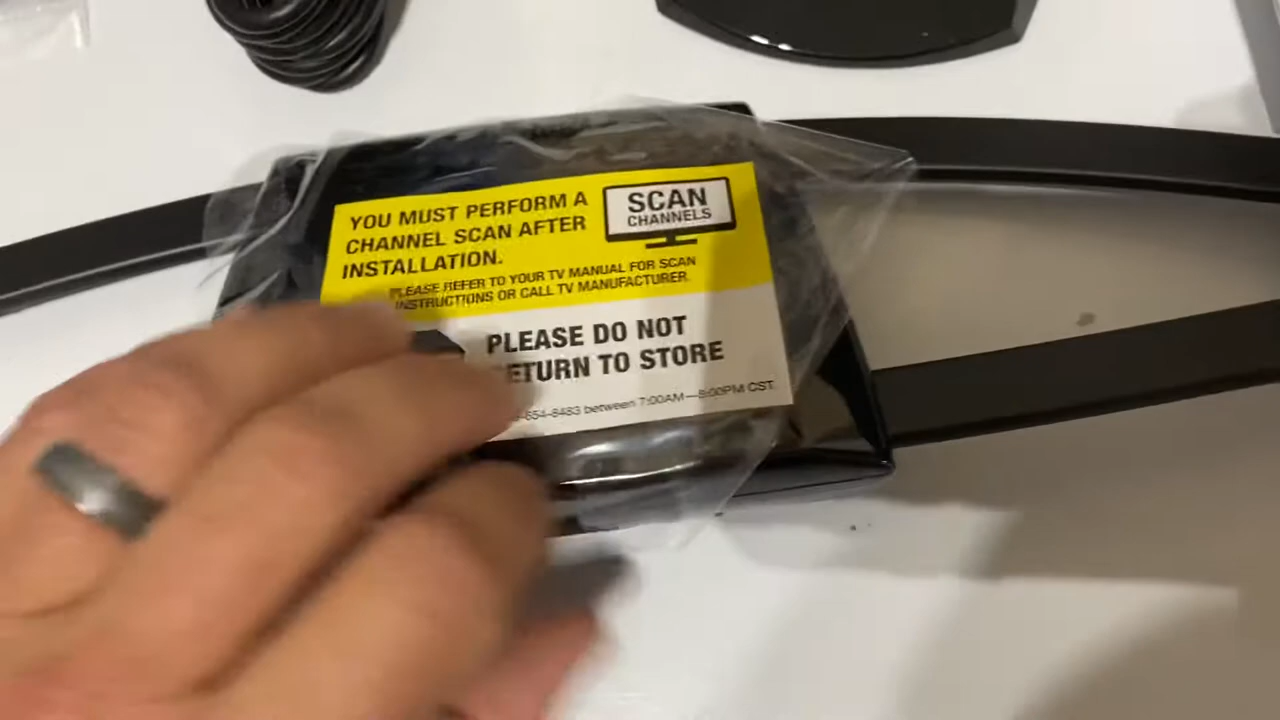 YOU MUST PERFORM A
CHANNEL SCAN AFTER
INSTALLATION.
SCAN
CHANNELS
PLEASE REFER TO YOUR TV MANUAL FOR SCAN
INSTRUCTIONS OR CALL TV MANUFACTURER.
PLEASE DO NOT
ETURN TO STORE
-654-8483 between 7:00AM—8:00PM CST.